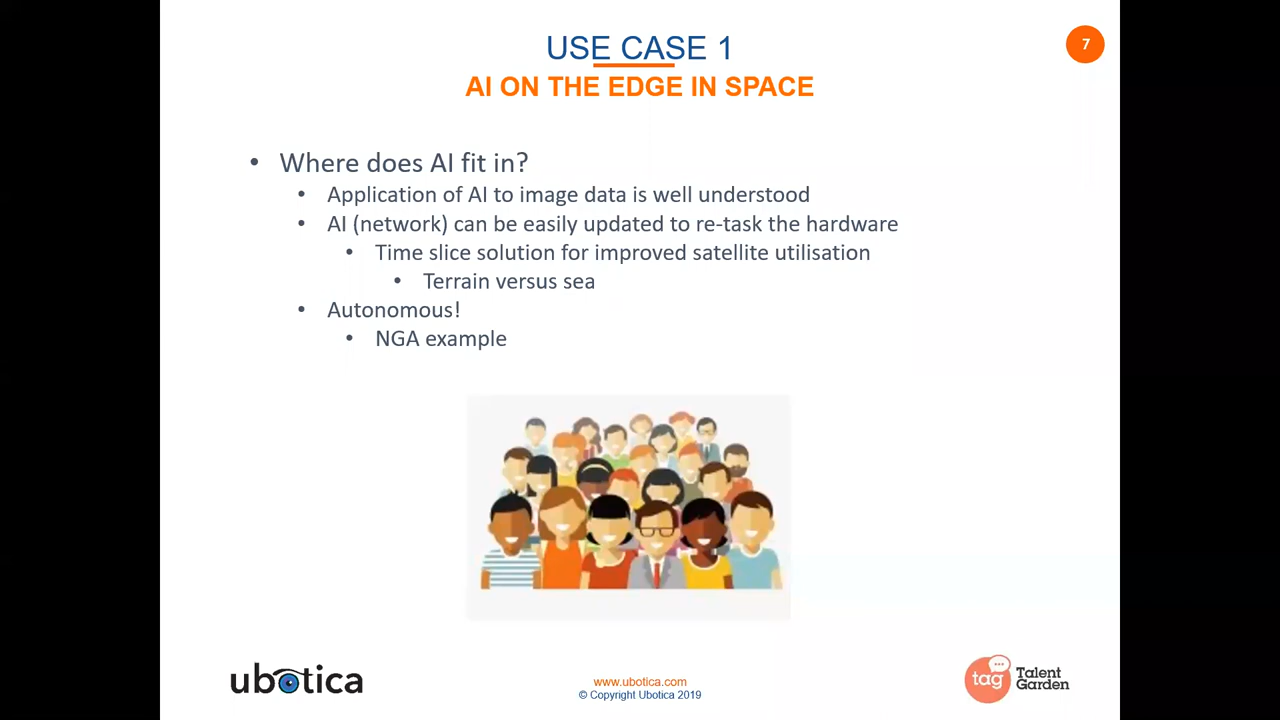 USE CASE 1
7
AI ON THE EDGE IN SPACE
• Where does AI fit in?
• Application of AI to image data is well understood
• AI (network) can be easily updated to re-task the hardware
• Time slice solution for improved satellite utilisation
• Terrain versus sea
• Autonomous!
• NGA example
ubotica
www.ubotica.com
© Copyright Ubotica 2019
tag
Talent
Garden